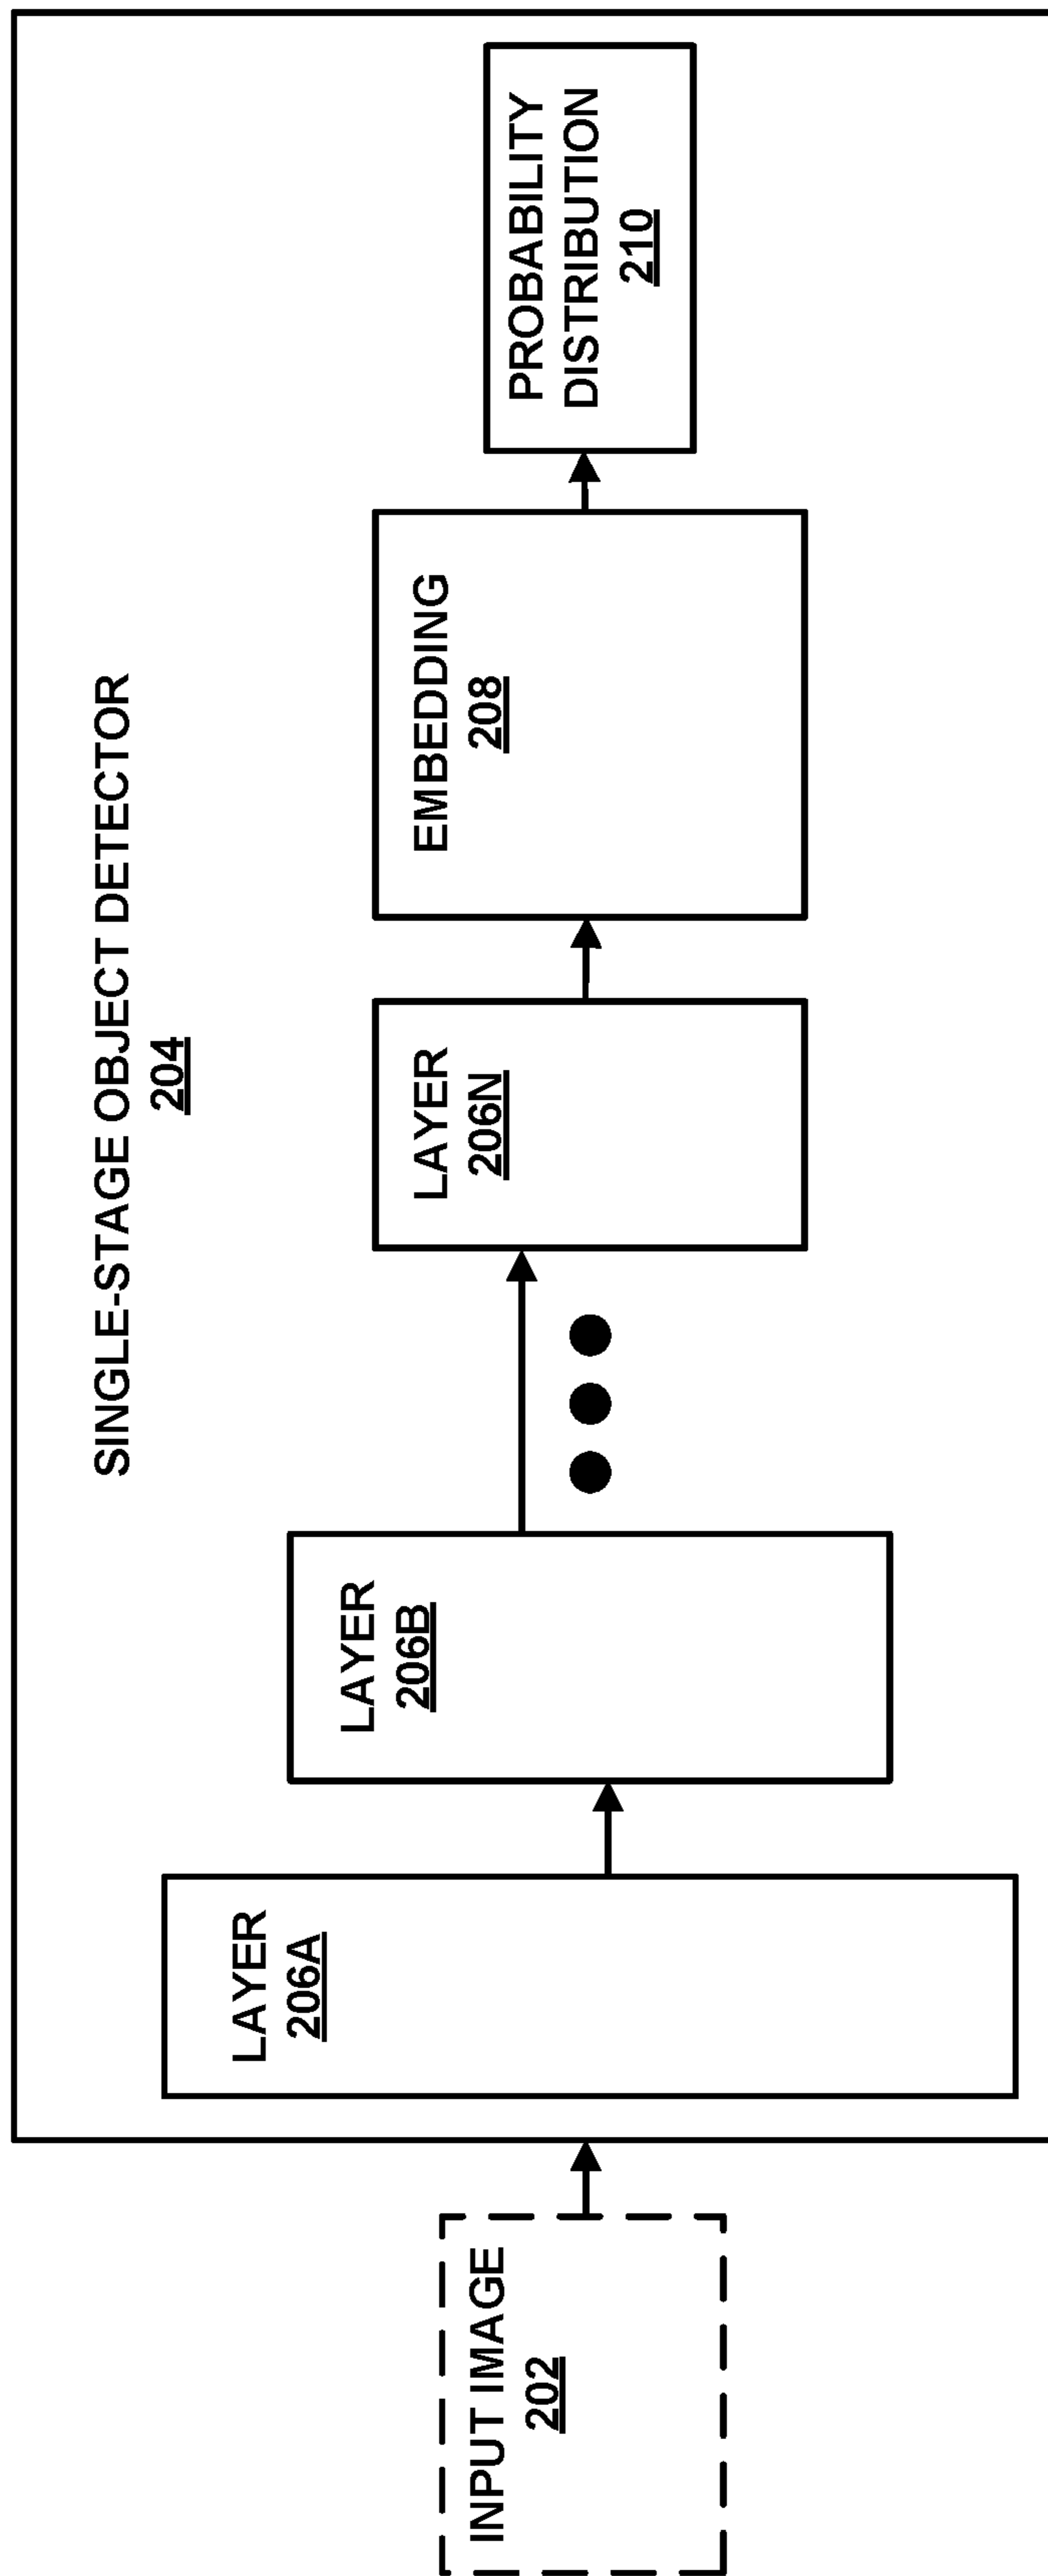 SINGLE-STAGE OBJECT DETECTOR
204
INPUT IMAGE
202
LAYER
206A
LAYER
206B
LAYER
206N
EMBEDDING
208
PROBABILITY
DISTRIBUTION
210